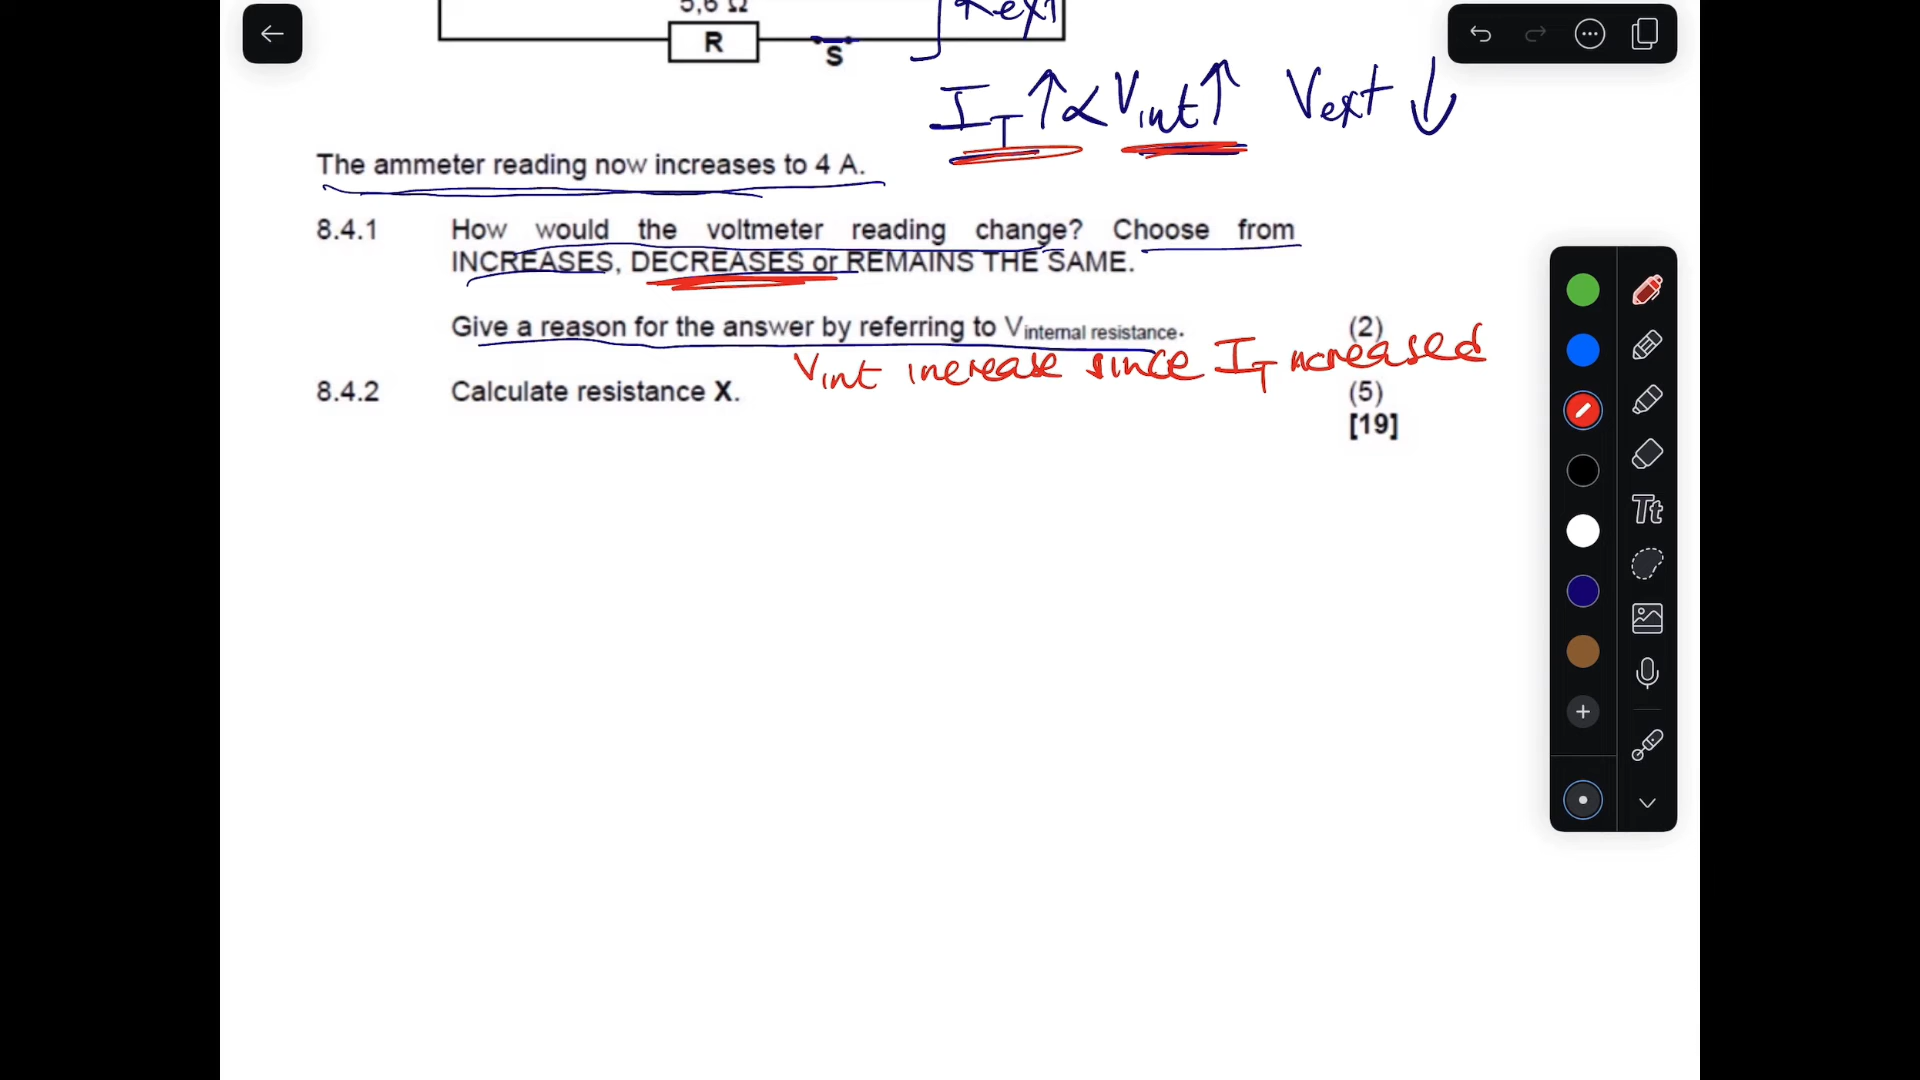 5,6 Ω
Rext
R
S
IT ↑ ∝ Vint ↑ Vext ↓
The ammeter reading now increases to 4 A.
8.4.1 How would the voltmeter reading change? Choose from
INCREASES, DECREASES or REMAINS THE SAME.
Give a reason for the answer by referring to Vinternal resistance. (2)
Vint increase since IT increased
8.4.2 Calculate resistance X. (5)
[19]
Tt